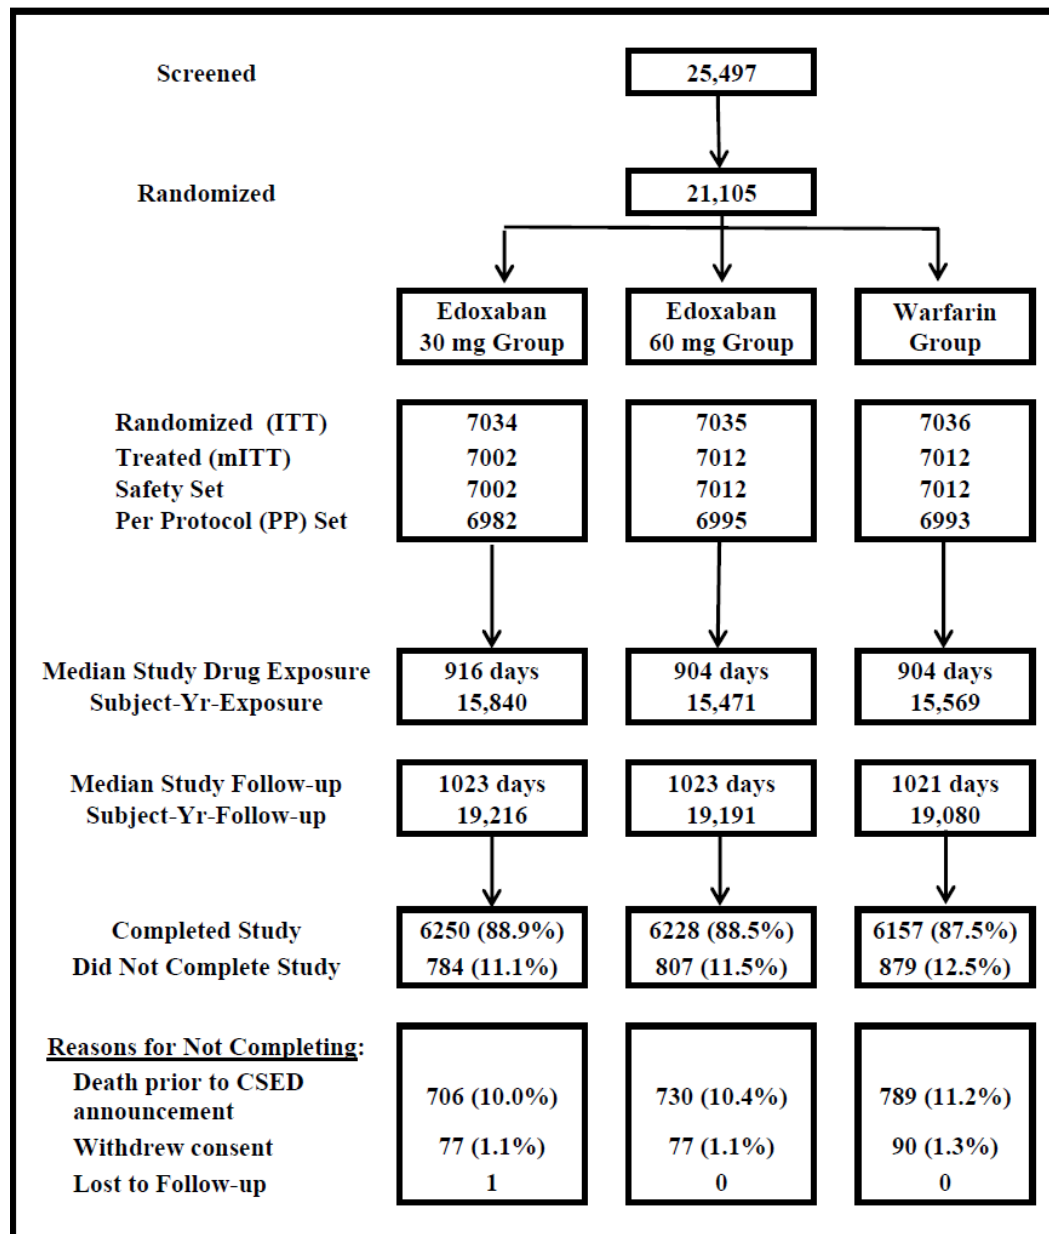 Screened 25,497
Randomized 21,105
Edoxaban Edoxaban Warfarin
30 mg Group 60 mg Group Group
Randomized (ITT) 7034 7035 7036
Treated (mITT) 7002 7012 7012
Safety Set 7002 7012 7012
Per Protocol (PP) Set 6982 6995 6993
Median Study Drug Exposure 916 days 904 days 904 days
Subject-Yr-Exposure 15,840 15,471 15,569
Median Study Follow-up 1023 days 1023 days 1021 days
Subject-Yr-Follow-up 19,216 19,191 19,080
Completed Study 6250 (88.9%) 6228 (88.5%) 6157 (87.5%)
Did Not Complete Study 784 (11.1%) 807 (11.5%) 879 (12.5%)
Reasons for Not Completing:
Death prior to CSED
announcement 706 (10.0%) 730 (10.4%) 789 (11.2%)
Withdrew consent 77 (1.1%) 77 (1.1%) 90 (1.3%)
Lost to Follow-up 1 0 0